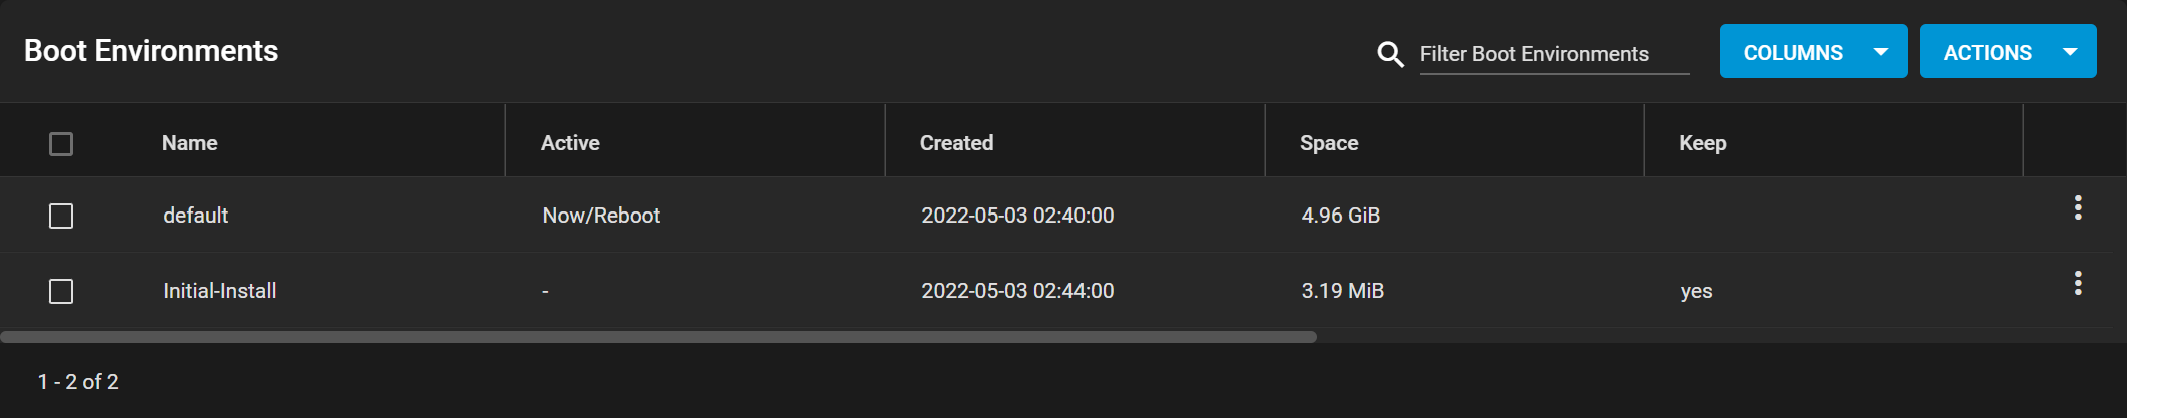 Boot Environments
Filter Boot Environments
COLUMNS
ACTIONS
Name Active Created Space Keep
default Now/Reboot 2022-05-03 02:40:00 4.96 GiB
Initial-Install - 2022-05-03 02:44:00 3.19 MiB yes
1 - 2 of 2